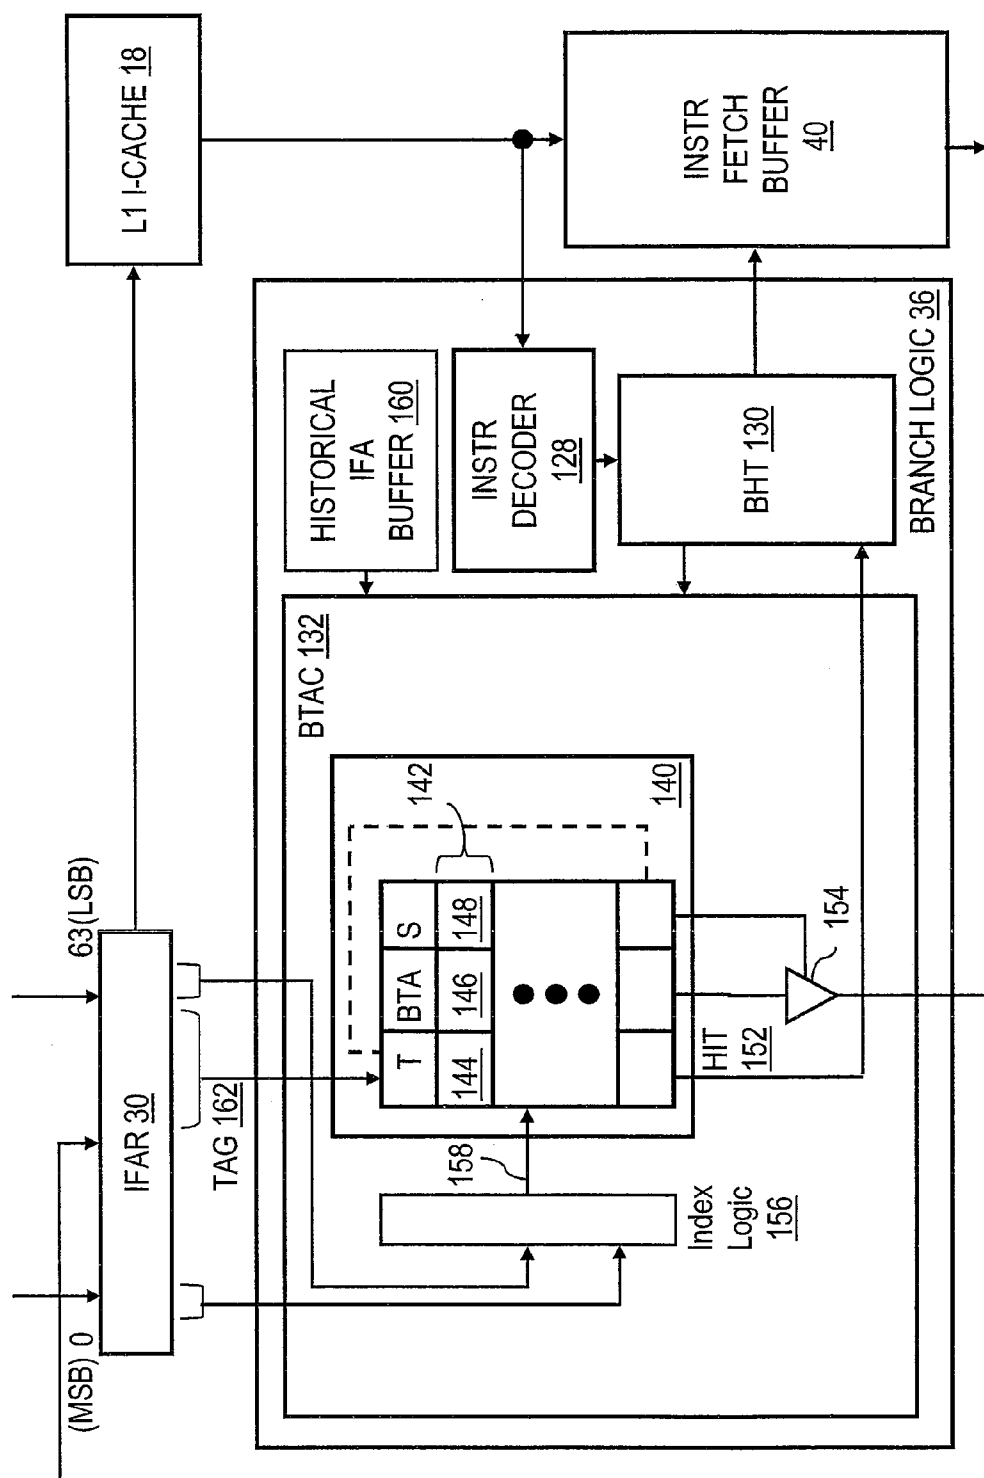 (MSB) 0
IFAR 30
63(LSB)
L1 I-CACHE 18
TAG 162
HISTORICAL
IFA
BUFFER 160
INSTR
DECODER
128
BHT 130
INSTR
FETCH
BUFFER
40
BRANCH LOGIC 36
BTAC 132
Index
Logic
156
158
T
BTA
S
144
146
148
142
140
HIT
152
154